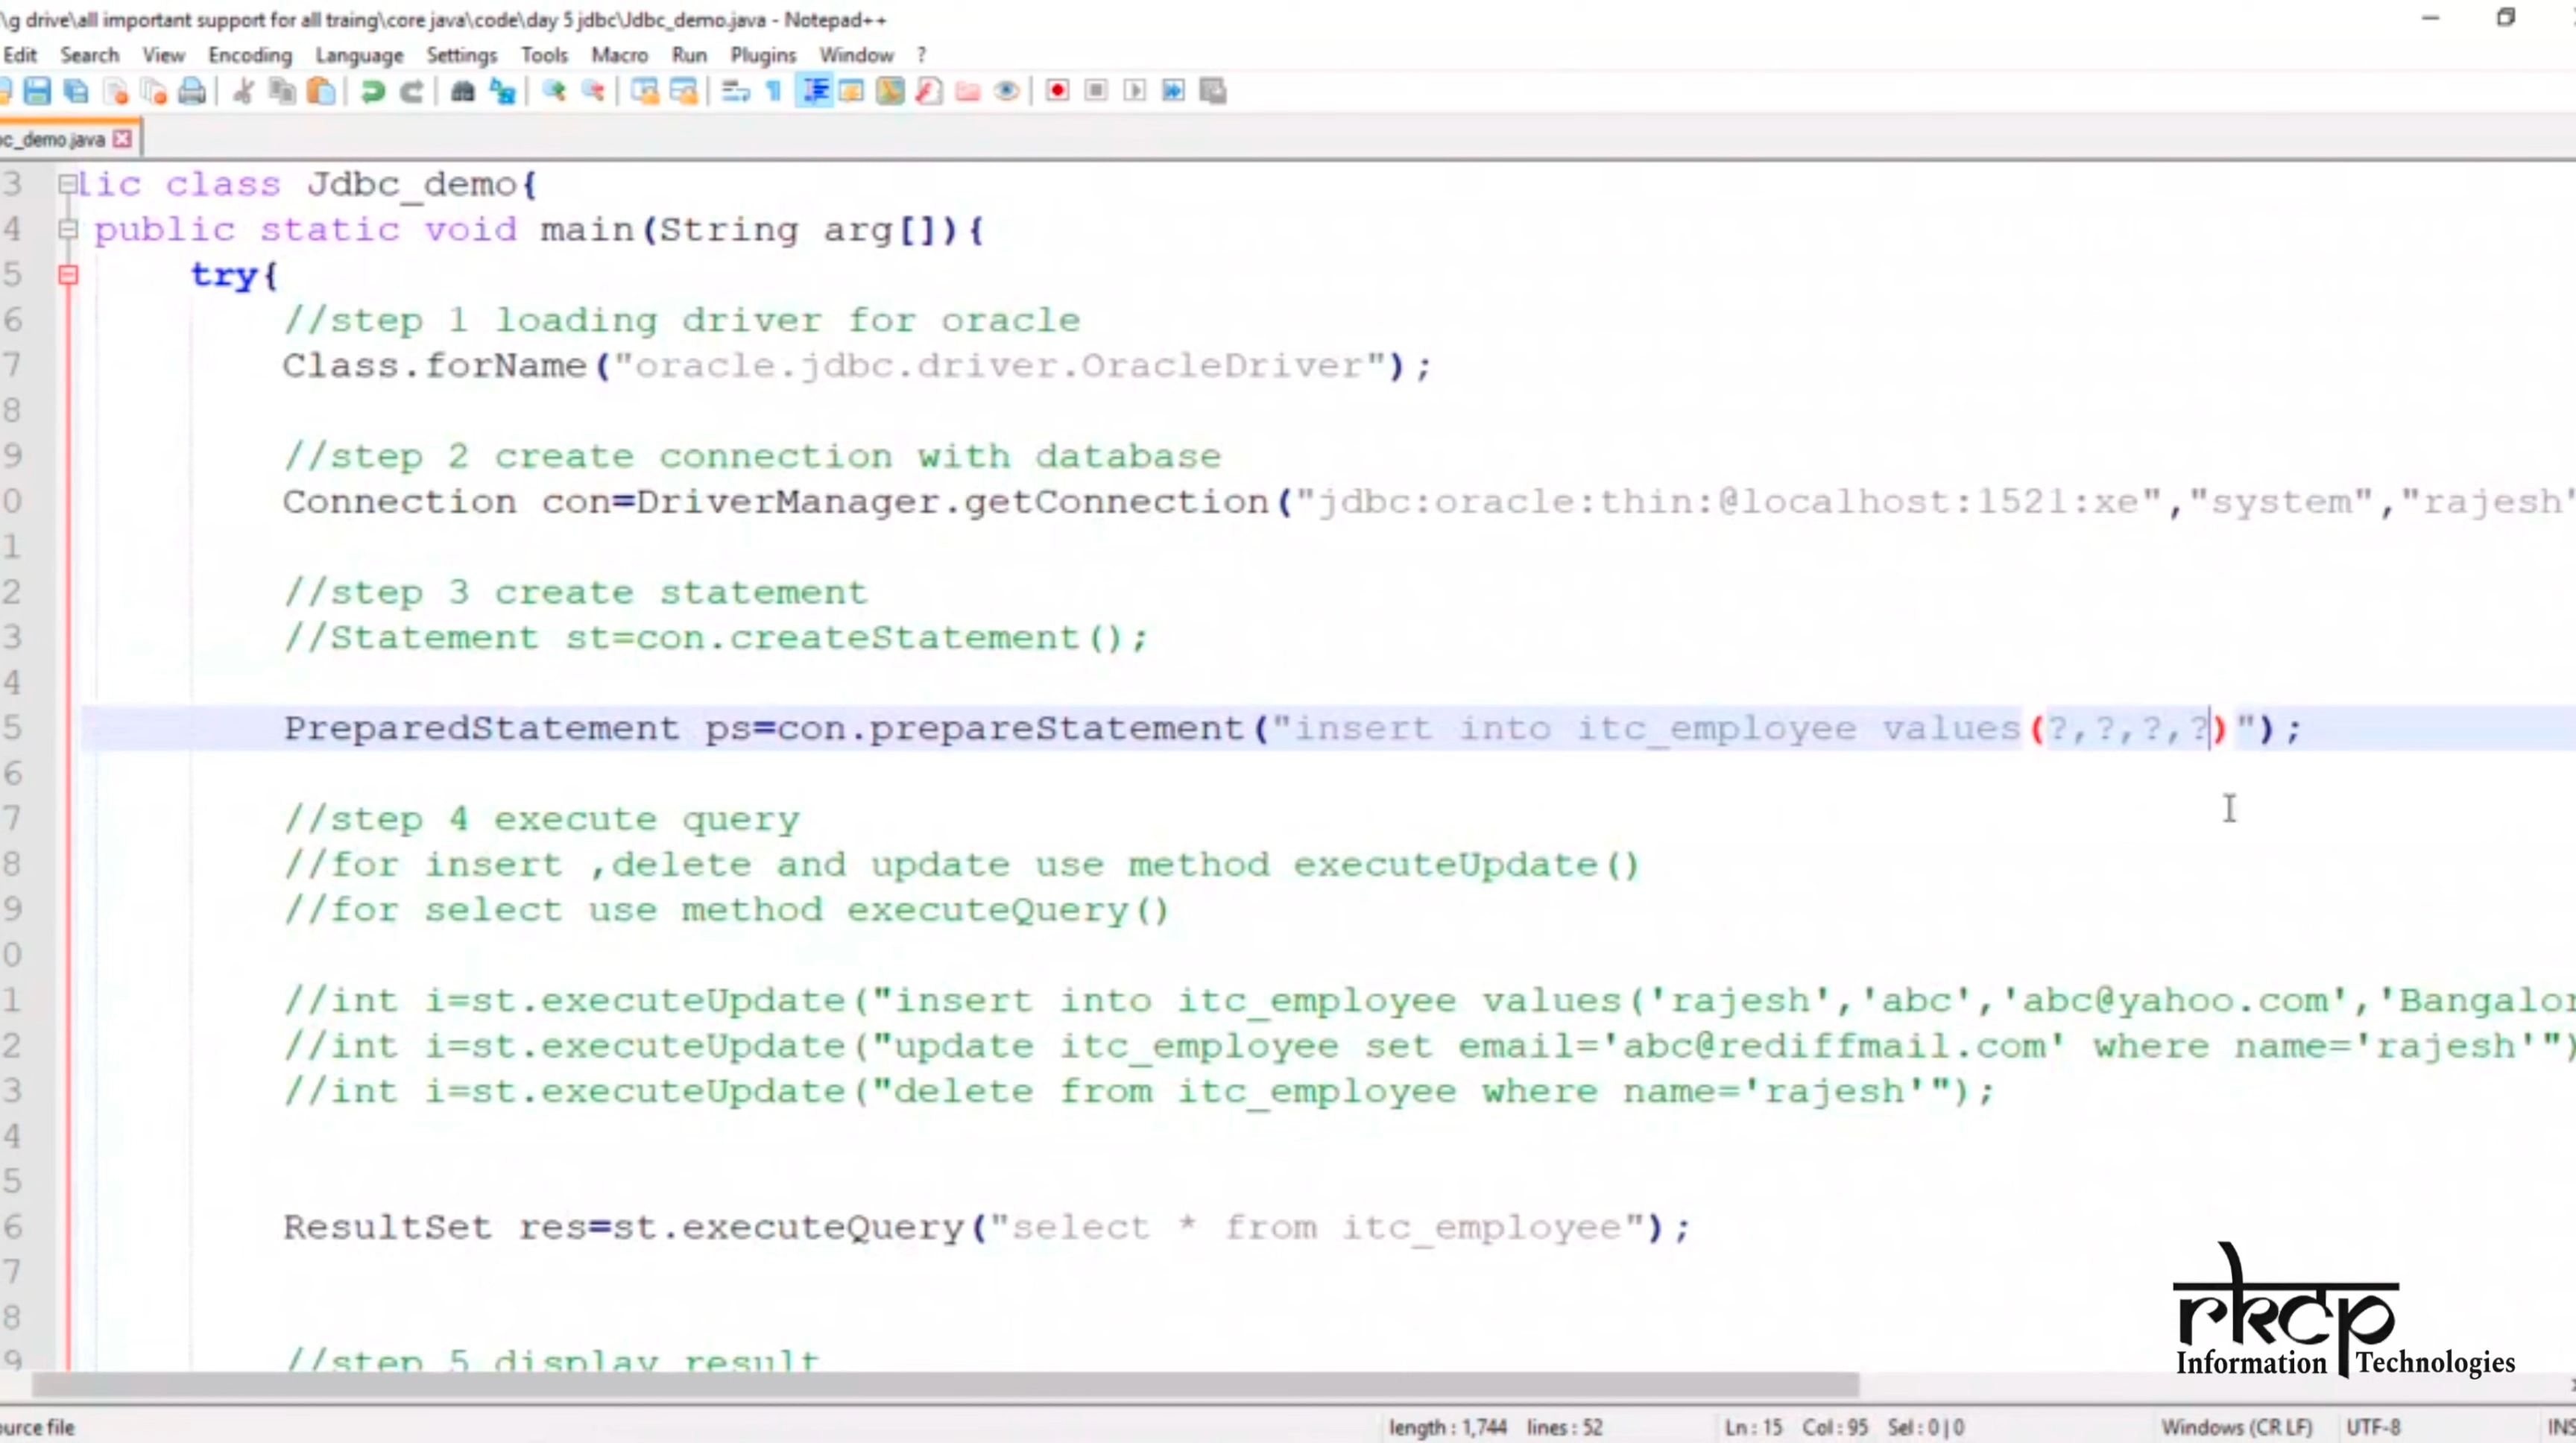 \g drive\all important support for all traing\core java\code\day 5 jdbc\Jdbc_demo.java - Notepad++
Edit Search View Encoding Language Settings Tools Macro Run Plugins Window ?
bc_demo.java
3 lic class Jdbc_demo{
4 public static void main(String arg[]){
5 try{
6 //step 1 loading driver for oracle
7 Class.forName("oracle.jdbc.driver.OracleDriver");
8
9 //step 2 create connection with database
0 Connection con=DriverManager.getConnection("jdbc:oracle:thin:@localhost:1521:xe","system","rajesh"
1
2 //step 3 create statement
3 //Statement st=con.createStatement();
4
5 PreparedStatement ps=con.prepareStatement("insert into itc_employee values(?,?,?,?)");
6
7 //step 4 execute query
8 //for insert ,delete and update use method executeUpdate()
9 //for select use method executeQuery()
0
1 //int i=st.executeUpdate("insert into itc_employee values('rajesh','abc','abc@yahoo.com','Bangalor
2 //int i=st.executeUpdate("update itc_employee set email='abc@rediffmail.com' where name='rajesh'")
3 //int i=st.executeUpdate("delete from itc_employee where name='rajesh'");
4
5
6 ResultSet res=st.executeQuery("select * from itc_employee");
7
8
9 //step 5 display result
rkcp
Information Technologies
ource file length : 1,744 lines : 52 Ln : 15 Col : 95 Sel : 0 | 0 Windows (CR LF) UTF-8 INS